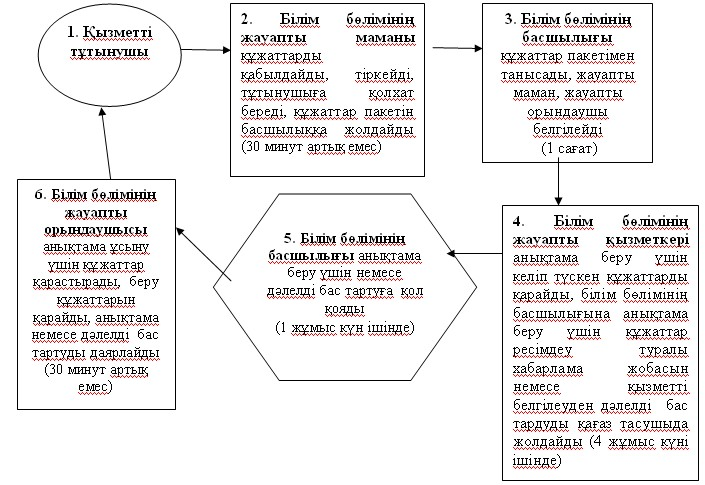 1. Қызметті
тұтынушы
2. Білім бөлімінің
жауапты маманы
құжаттарды
қабылдайды, тіркейді,
тұтынушыға қолхат
береді, құжаттар пакетін
басшылыққа жолдайды
(30 минут артық емес)
3. Білім бөлімінің
басшылығы
құжаттар пакетімен
танысады, жауапты
маман, жауапты
орындаушы
белгілейді
(1 сағат)
4. Білім бөлімінің
жауапты қызметкері
анықтама беру үшін
келіп түскен құжаттарды
қарайды, білім бөлімінің
басшылығына анықтама
беру үшін құжаттар
ресімдеу туралы
хабарлама жобасын
немесе қызметті
белгілеуден дәлелді бас
тардуды қағаз тасушыда
жолдайды (4 жұмыс күні
ішінде)
5. Білім бөлімінің
басшылығы анықтама
беру үшін немесе
дәлелді бас тартуға қол
қояды
(1 жұмыс күн ішінде)
6. Білім бөлімінің
жауапты
орындаушысы
анықтама ұсыну
үшін құжаттар
қарастырады, беру
құжаттарын
қарайды, анықтама
немесе дәлелді бас
тартуды даярлайды
(30 минут артық
емес)